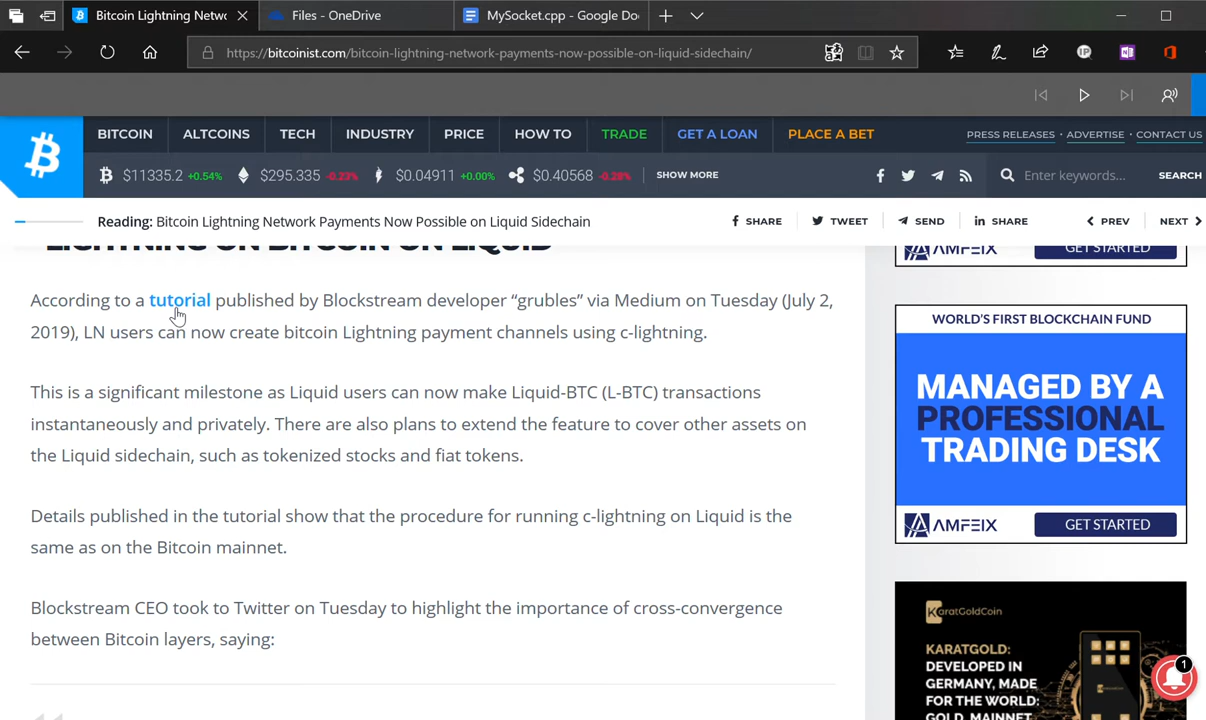 Bitcoin Lightning Netwo
Files - OneDrive
MySocket.cpp - Google Do
https://bitcoinist.com/bitcoin-lightning-network-payments-now-possible-on-liquid-sidechain/
BITCOIN ALTCOINS TECH INDUSTRY PRICE HOW TO TRADE GET A LOAN PLACE A BET PRESS RELEASES ADVERTISE CONTACT US
$11335.2 +0.54% $295.335 -0.23% $0.04911 +0.00% $0.40568 -0.28% SHOW MORE Enter keywords... SEARCH
Reading: Bitcoin Lightning Network Payments Now Possible on Liquid Sidechain SHARE TWEET SEND SHARE PREV NEXT
LIGHTNING ON BITCOIN ON LIQUID
According to a tutorial published by Blockstream developer “grubles” via Medium on Tuesday (July 2,
2019), LN users can now create bitcoin Lightning payment channels using c-lightning.
This is a significant milestone as Liquid users can now make Liquid-BTC (L-BTC) transactions
instantaneously and privately. There are also plans to extend the feature to cover other assets on
the Liquid sidechain, such as tokenized stocks and fiat tokens.
Details published in the tutorial show that the procedure for running c-lightning on Liquid is the
same as on the Bitcoin mainnet.
Blockstream CEO took to Twitter on Tuesday to highlight the importance of cross-convergence
between Bitcoin layers, saying:
AMFEIX GET STARTED
WORLD'S FIRST BLOCKCHAIN FUND
MANAGED BY A
PROFESSIONAL
TRADING DESK
AMFEIX GET STARTED
KaratGoldCoin
KARATGOLD:
DEVELOPED IN
GERMANY, MADE
FOR THE WORLD:
GOLD, MAINNET
1